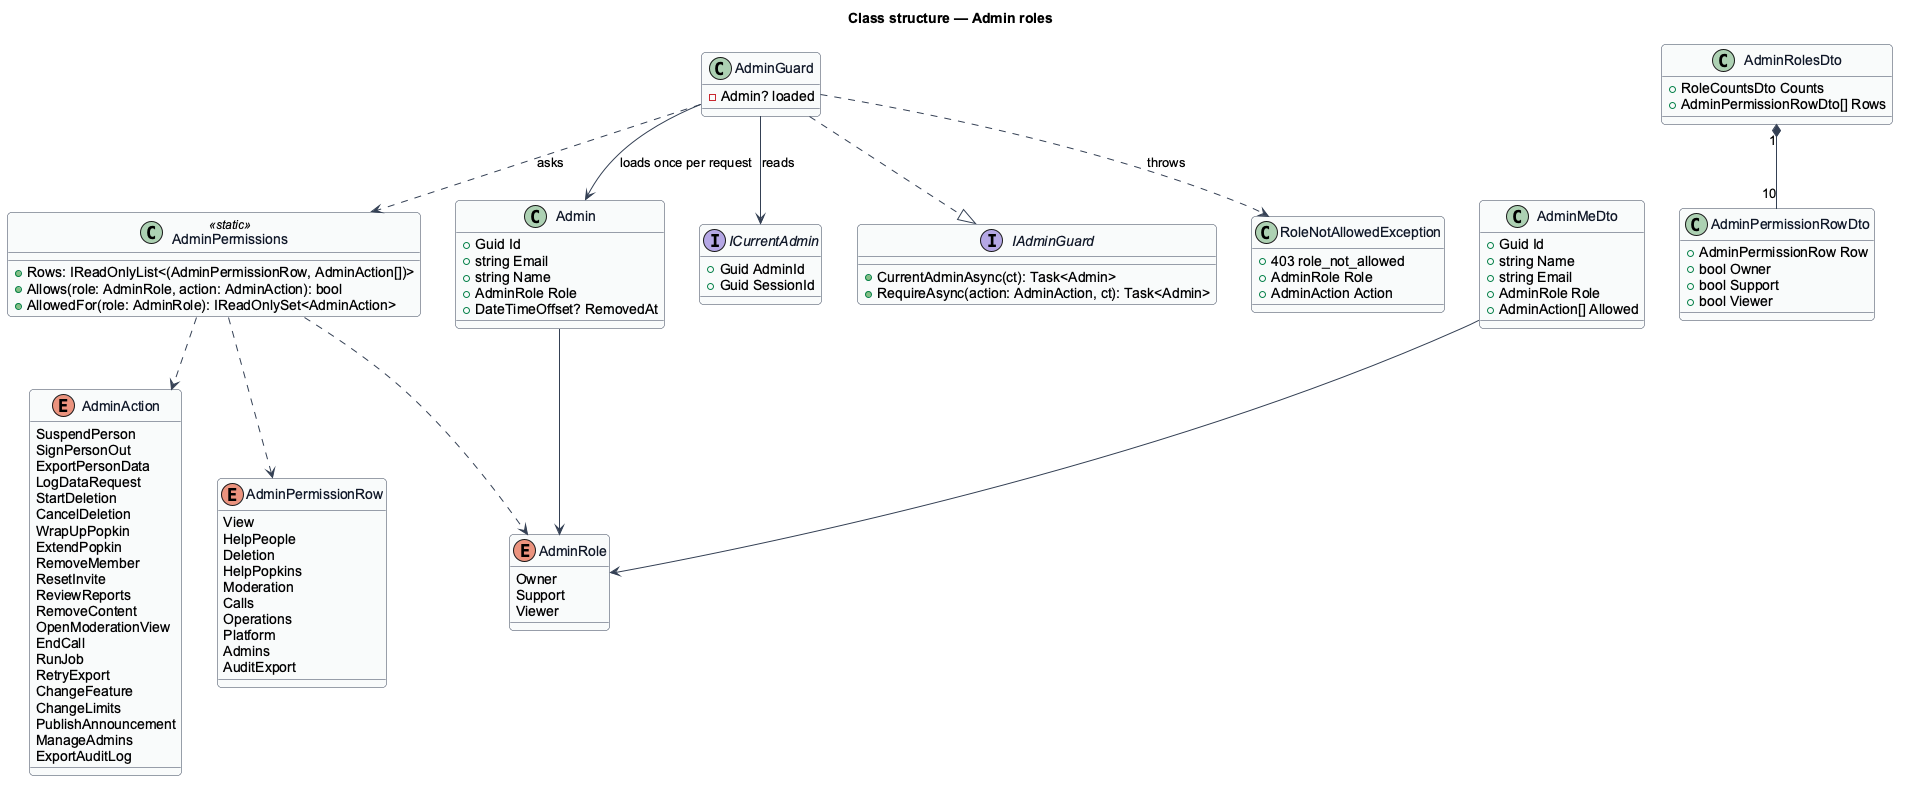 Class structure — Admin roles
C AdminGuard
Admin? loaded
C AdminRolesDto
RoleCountsDto Counts
AdminPermissionRowDto[] Rows
asks
loads once per request
reads
throws
1
10
«static»
C AdminPermissions
Rows: IReadOnlyList<(AdminPermissionRow, AdminAction[])>
Allows(role: AdminRole, action: AdminAction): bool
AllowedFor(role: AdminRole): IReadOnlySet<AdminAction>
C Admin
Guid Id
string Email
string Name
AdminRole Role
DateTimeOffset? RemovedAt
I ICurrentAdmin
Guid AdminId
Guid SessionId
I IAdminGuard
CurrentAdminAsync(ct): Task<Admin>
RequireAsync(action: AdminAction, ct): Task<Admin>
C RoleNotAllowedException
403 role_not_allowed
AdminRole Role
AdminAction Action
C AdminMeDto
Guid Id
string Name
string Email
AdminRole Role
AdminAction[] Allowed
C AdminPermissionRowDto
AdminPermissionRow Row
bool Owner
bool Support
bool Viewer
E AdminAction
SuspendPerson
SignPersonOut
ExportPersonData
LogDataRequest
StartDeletion
CancelDeletion
WrapUpPopkin
ExtendPopkin
RemoveMember
ResetInvite
ReviewReports
RemoveContent
OpenModerationView
EndCall
RunJob
RetryExport
ChangeFeature
ChangeLimits
PublishAnnouncement
ManageAdmins
ExportAuditLog
E AdminPermissionRow
View
HelpPeople
Deletion
HelpPopkins
Moderation
Calls
Operations
Platform
Admins
AuditExport
E AdminRole
Owner
Support
Viewer